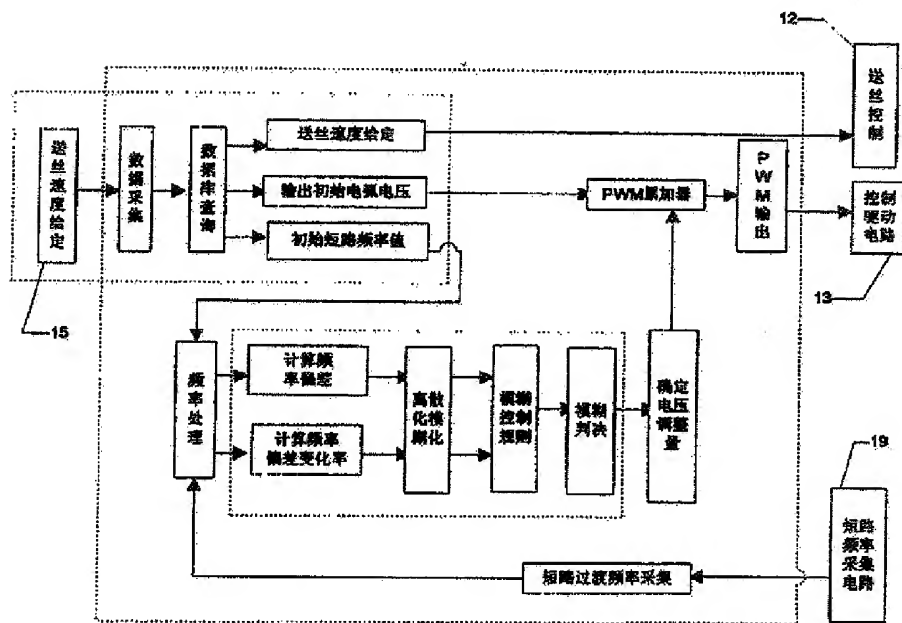 12
送丝控制
送丝速度给定
数据采集
数据库查询
送丝速度给定
输出初始电弧电压
初始短路频率值
PWM累加器
PWM输出
控制
驱动
电路
13
15
频率处理
计算频
率偏差
计算频率
偏差变化率
离散
化模
糊化
模糊
控制
规则
模糊
判决
确定
电压
调整
量
19
短路
频率
采集
电路
短路过渡频率采集